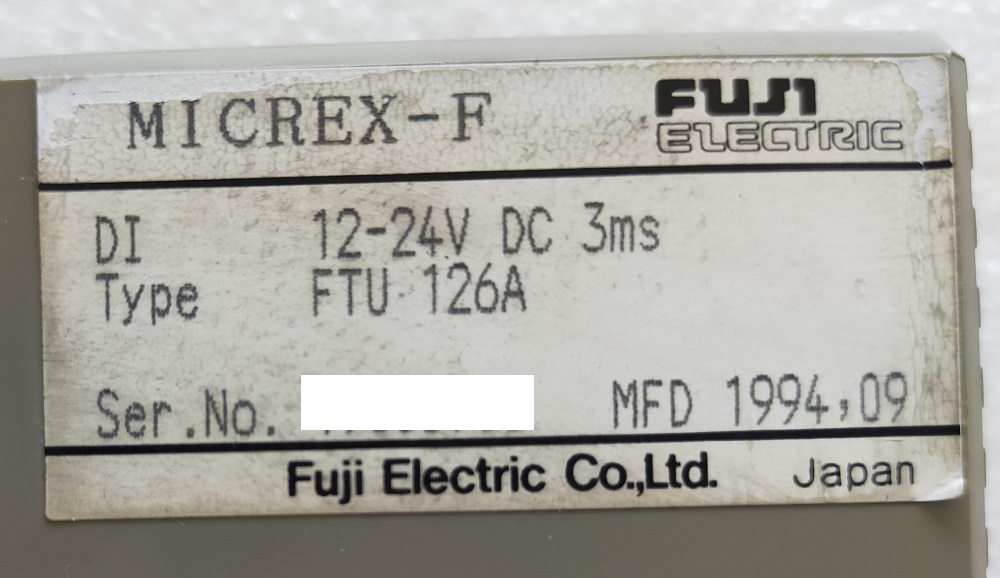 MICREX-F
FUJI
ELECTRIC
DI 12-24V DC 3ms
Type FTU 126A
Ser.No. MFD 1994,09
Fuji Electric Co.,Ltd. Japan